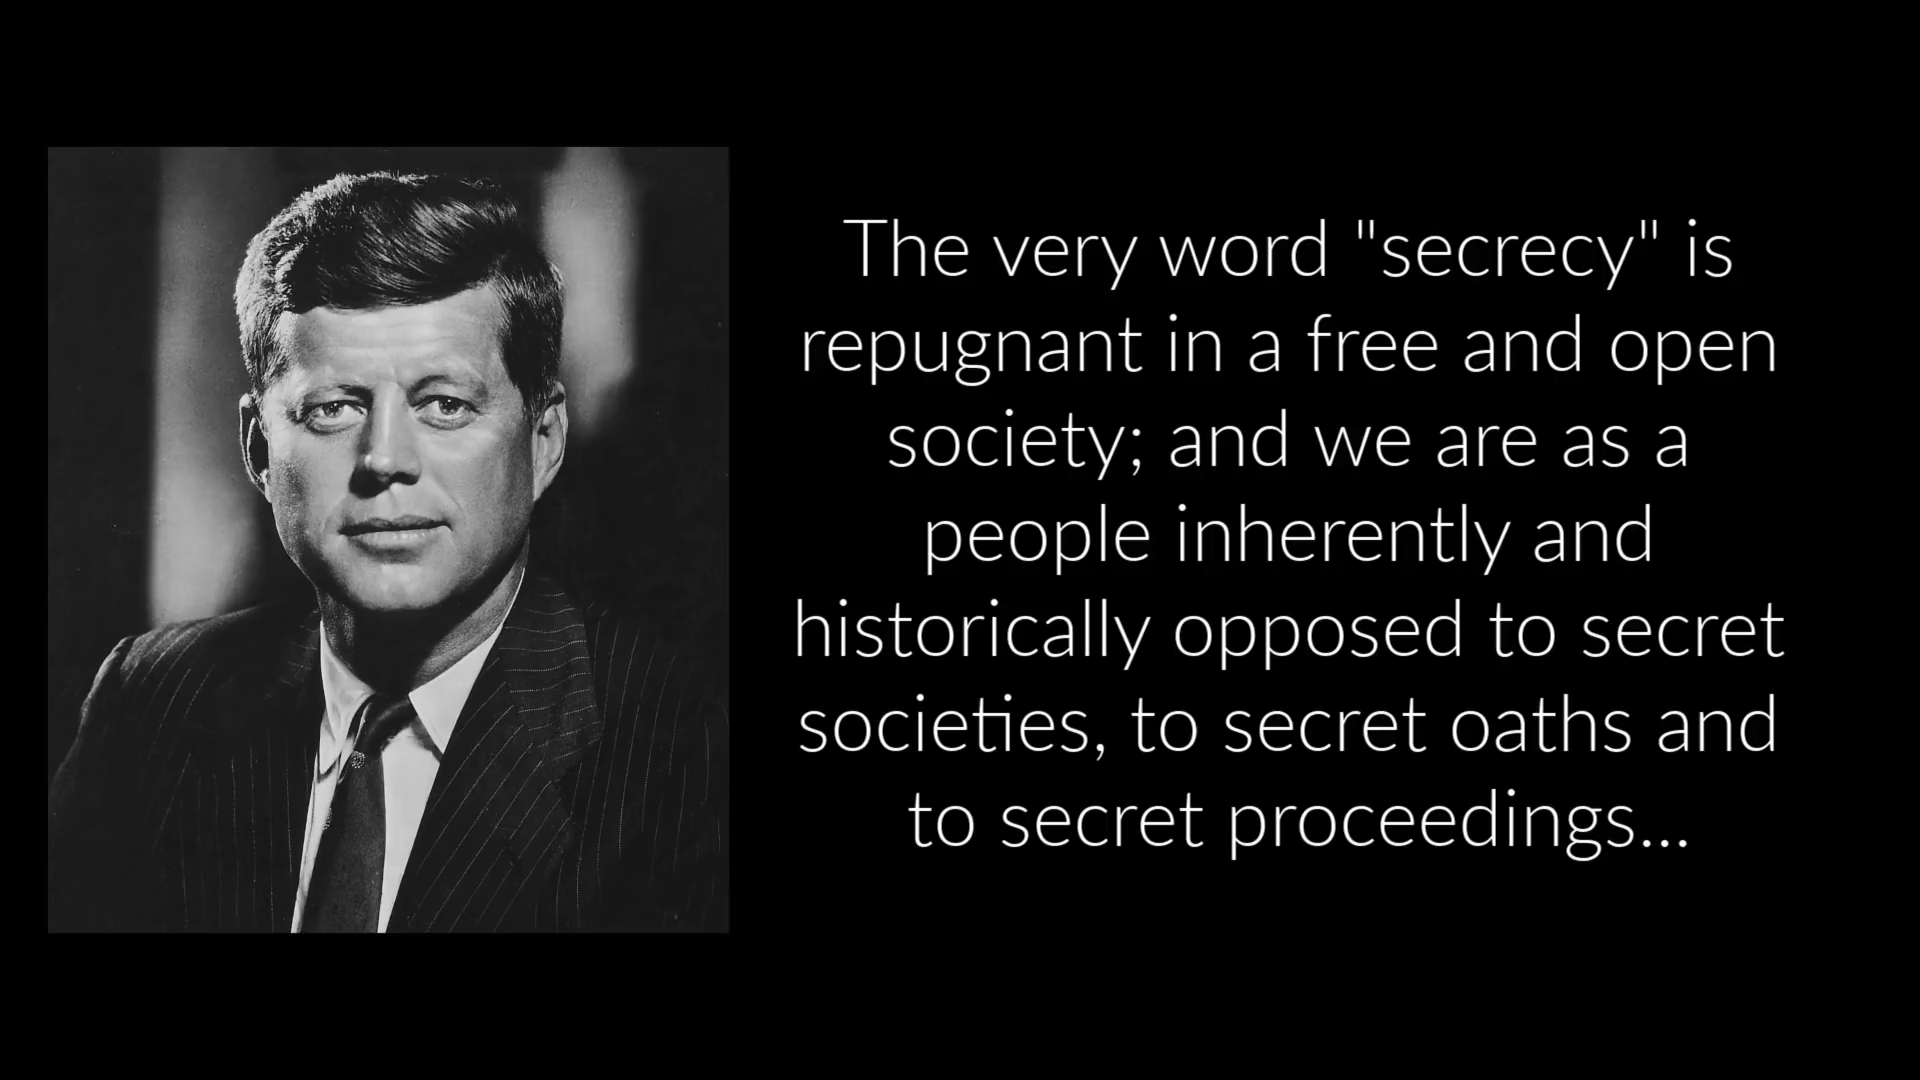 The very word "secrecy" is
repugnant in a free and open
society; and we are as a
people inherently and
historically opposed to secret
societies, to secret oaths and
to secret proceedings...